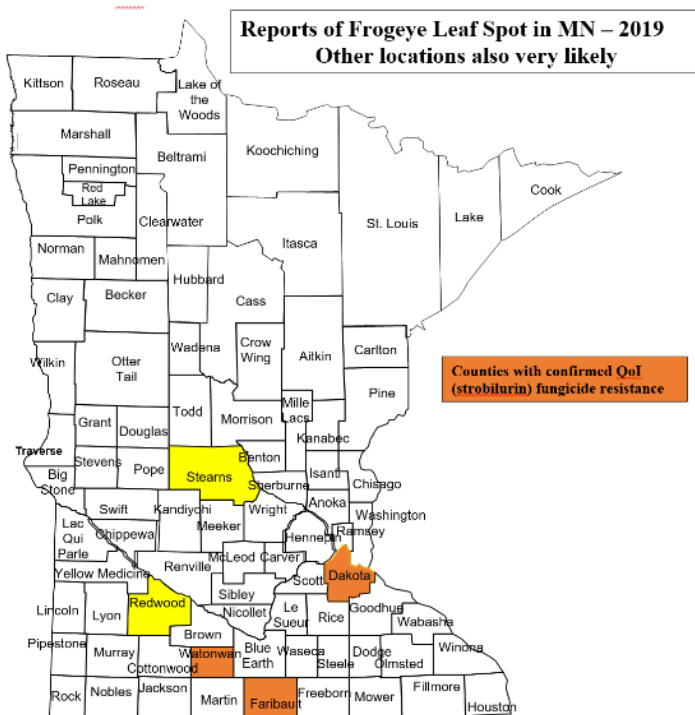 Reports of Frogeye Leaf Spot in MN – 2019
Other locations also very likely
Kittson
Roseau
Lake of
the
Woods
Marshall
Beltrami
Koochiching
Pennington
Red
Lake
Polk
Clearwater
Cook
Lake
St. Louis
Itasca
Norman
Mahnomen
Hubbard
Cass
Clay
Becker
Wadena
Crow
Wing
Aitkin
Carlton
Wilkin
Otter
Tail
Counties with confirmed QoI
(strobilurin) fungicide resistance
Pine
Todd
Mille
Lacs
Grant
Douglas
Morrison
Kanabec
Traverse
Stevens
Pope
Stearns
Benton
Isanti
Big
Stone
Sherburne
Chisago
Swift
Kandiyohi
Wright
Anoka
Washington
Lac
Qui
Parle
Chippewa
Meeker
Hennepin
Ramsey
Renville
McLeod
Carver
Yellow Medicine
Scott
Dakota
Sibley
Lincoln
Lyon
Redwood
Nicollet
Le
Sueur
Rice
Goodhue
Wabasha
Brown
Pipestone
Murray
Cottonwood
Watonwan
Blue
Earth
Waseca
Steele
Dodge
Olmsted
Winona
Rock
Nobles
Jackson
Martin
Faribault
Freeborn
Mower
Fillmore
Houston